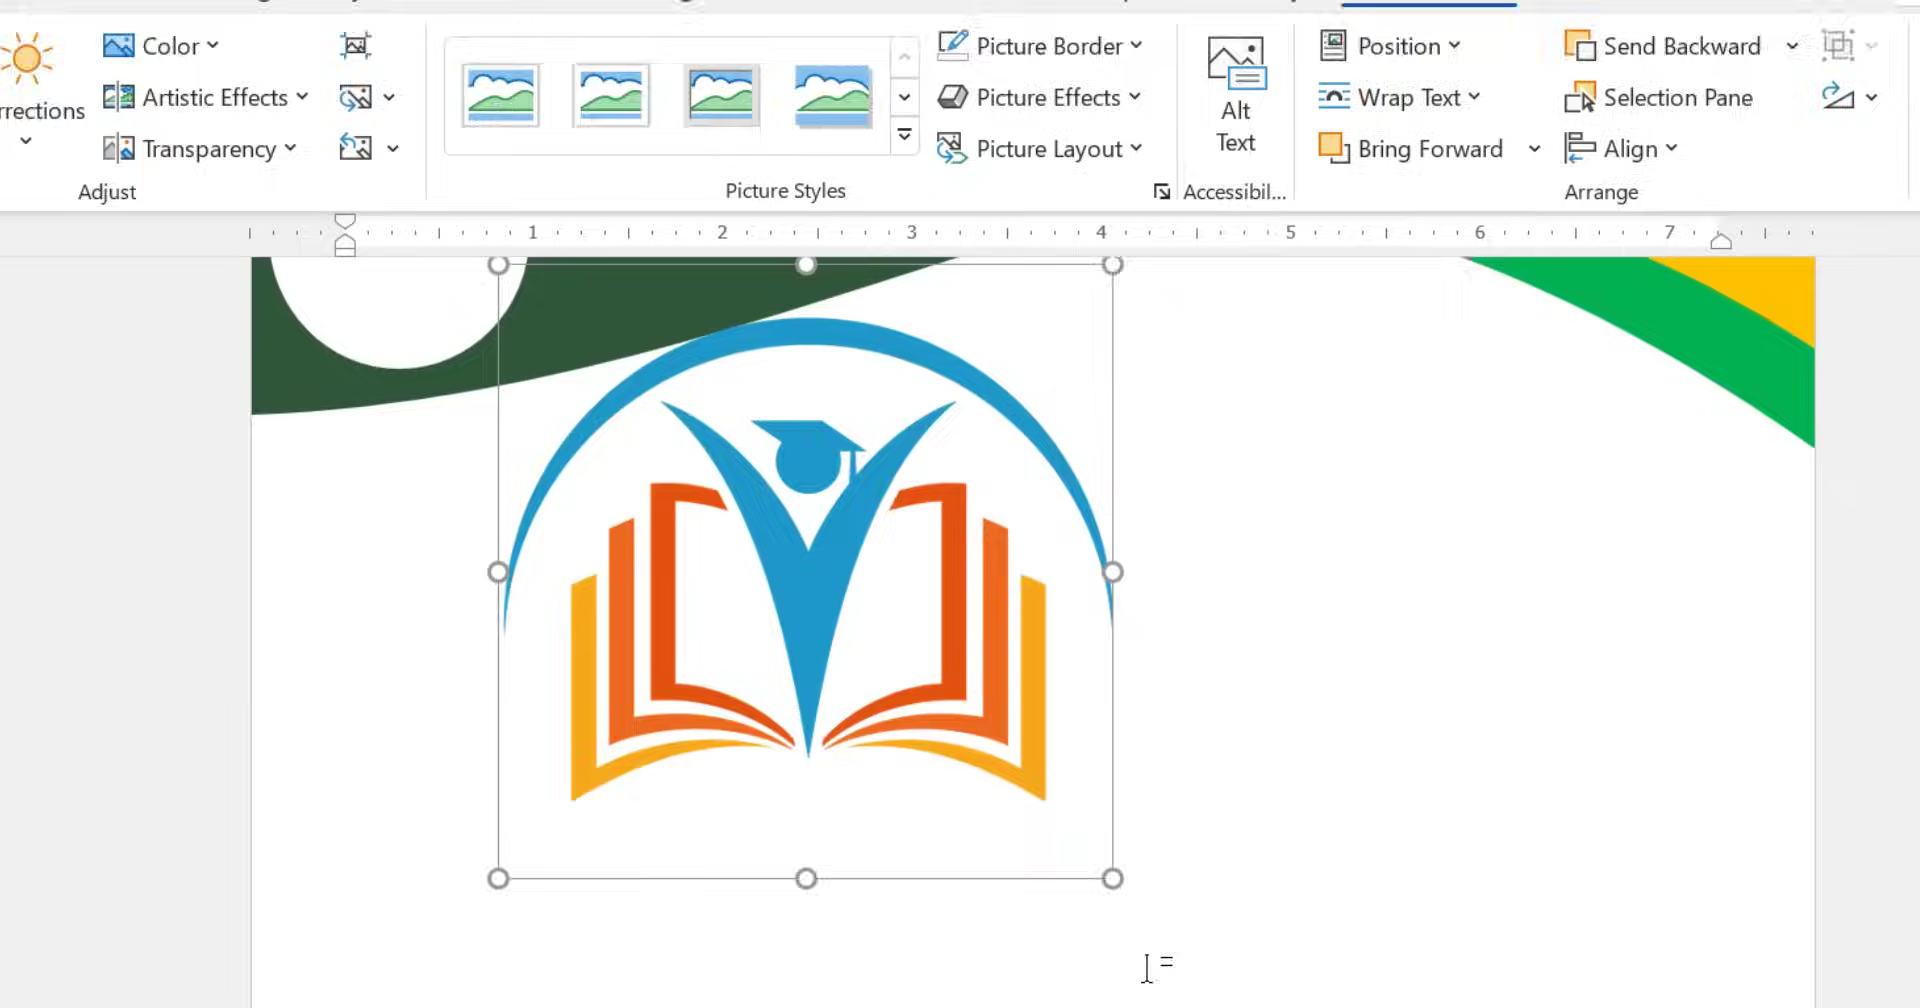 rrections
Color
Artistic Effects
Transparency
Adjust
Picture Border
Picture Effects
Picture Layout
Picture Styles
Alt
Text
Accessibil...
Position
Wrap Text
Bring Forward
Send Backward
Selection Pane
Align
Arrange
1 2 3 4 5 6 7